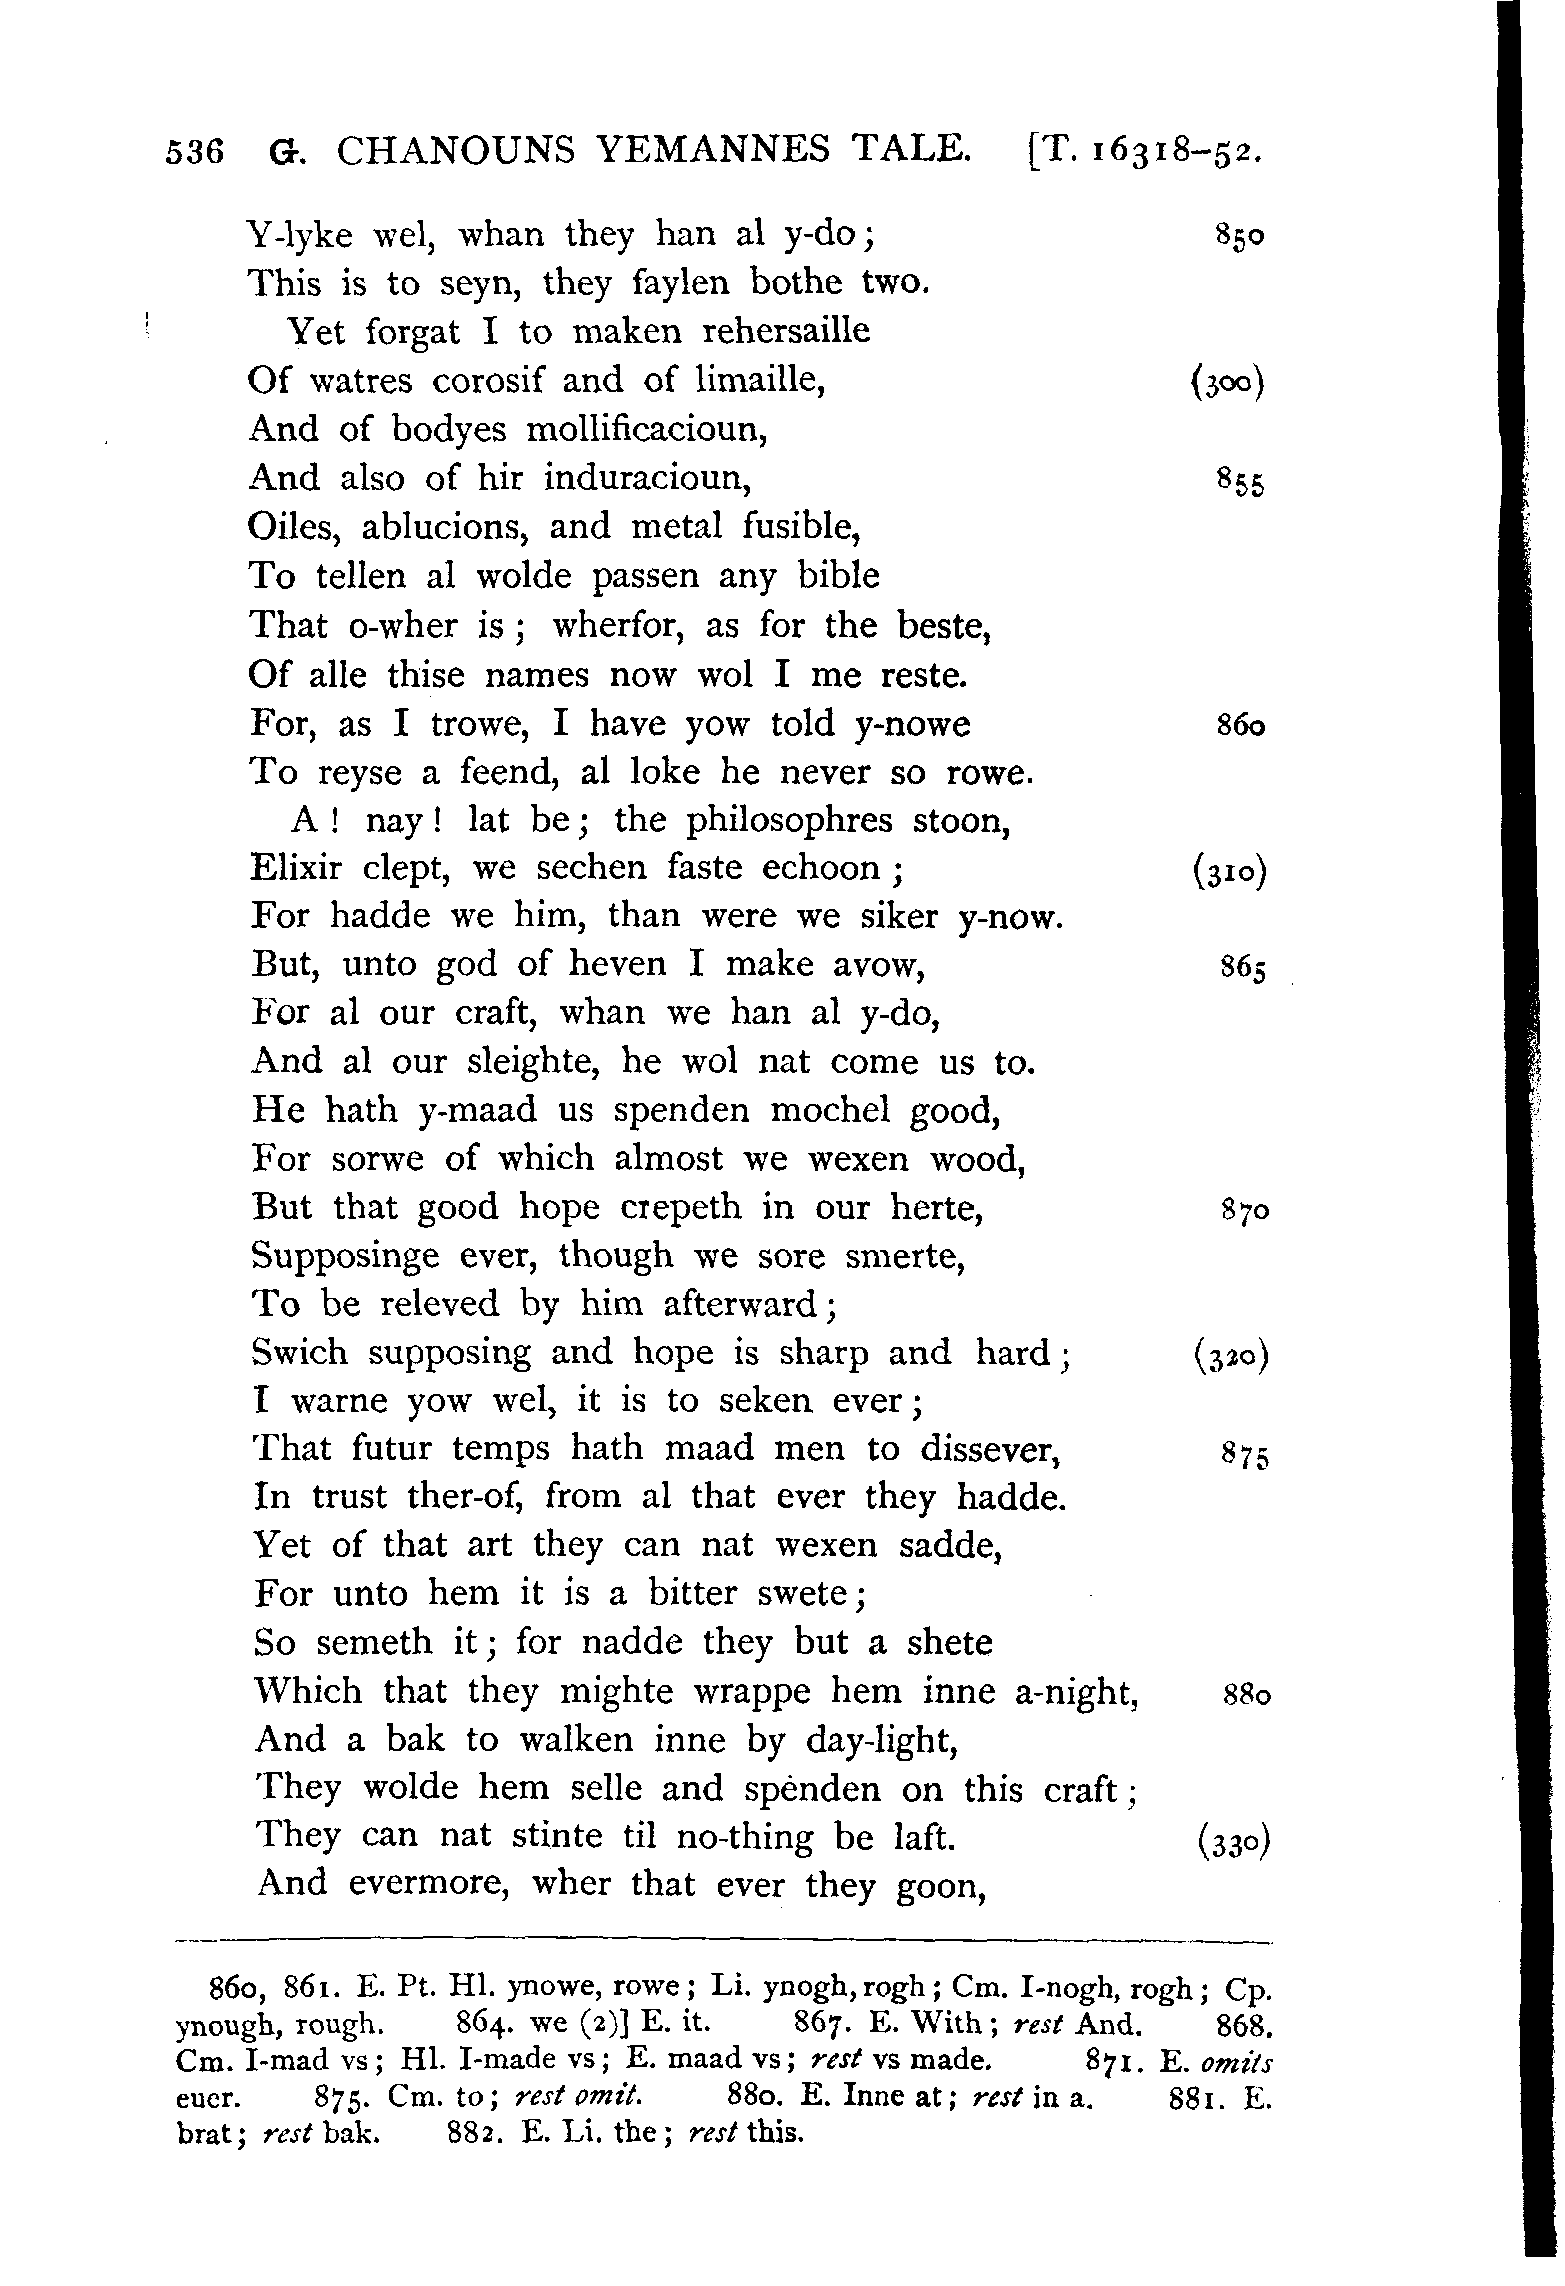 536 G. CHANOUNS YEMANNES TALE. [T. 16318–52.
Y-lyke wel, whan they han al y-do; 850
This is to seyn, they faylen bothe two.
Yet forgat I to maken rehersaille
Of watres corosif and of limaille, (300)
And of bodyes mollificacioun,
And also of hir induracioun, 855
Oiles, ablucions, and metal fusible,
To tellen al wolde passen any bible
That o-wher is; wherfor, as for the beste,
Of alle thise names now wol I me reste.
For, as I trowe, I have yow told y-nowe 860
To reyse a feend, al loke he never so rowe.
A! nay! lat be; the philosophres stoon,
Elixir clept, we sechen faste echoon; (310)
For hadde we him, than were we siker y-now.
But, unto god of heven I make avow, 865
For al our craft, whan we han al y-do,
And al our sleighte, he wol nat come us to.
He hath y-maad us spenden mochel good,
For sorwe of which almost we wexen wood,
But that good hope crepeth in our herte, 870
Supposinge ever, though we sore smerte,
To be releved by him afterward;
Swich supposing and hope is sharp and hard; (320)
I warne yow wel, it is to seken ever;
That futur temps hath maad men to dissever, 875
In trust ther-of, from al that ever they hadde.
Yet of that art they can nat wexen sadde,
For unto hem it is a bitter swete;
So semeth it; for nadde they but a shete
Which that they mighte wrappe hem inne a-night, 880
And a bak to walken inne by day-light,
They wolde hem selle and spenden on this craft;
They can nat stinte til no-thing be laft. (330)
And evermore, wher that ever they goon,
860, 861. E. Pt. Hl. ynowe, rowe; Li. ynogh, rogh; Cm. I-nogh, rogh; Cp.
ynough, rough. 864. we (2)] E. it. 867. E. With; rest And. 868.
Cm. I-mad vs; Hl. I-made vs; E. maad vs; rest vs made. 871. E. omits
euer. 875. Cm. to; rest omit. 880. E. Inne at; rest in a. 881. E.
brat; rest bak. 882. E. Li. the; rest this.